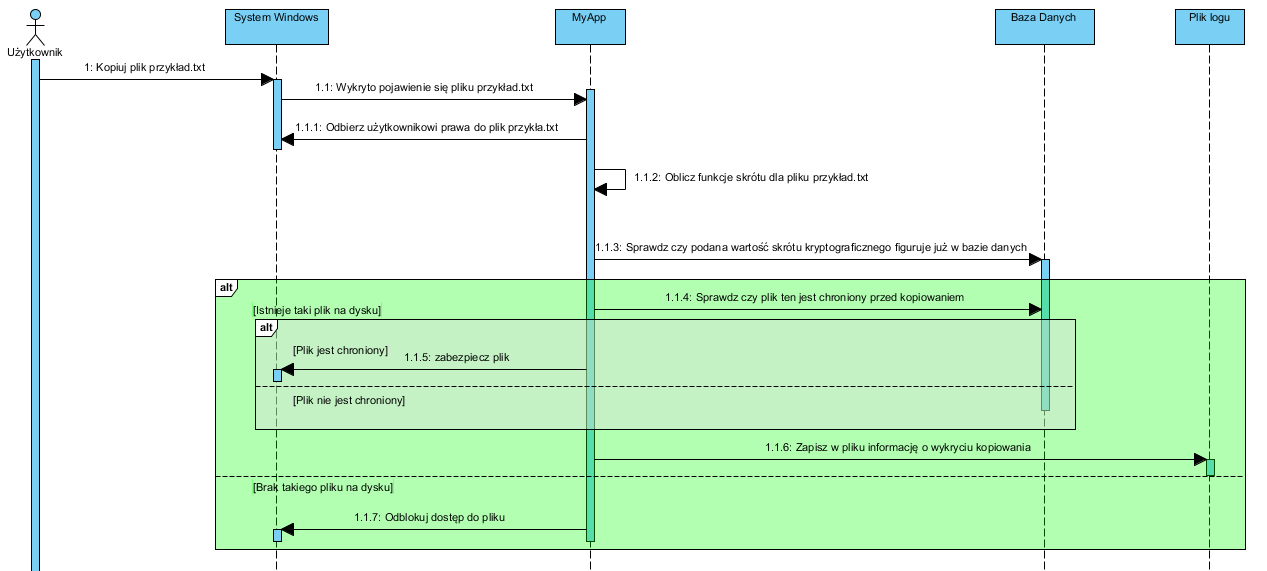 System Windows
MyApp
Baza Danych
Plik logu
Użytkownik
1: Kopiuj plik przykład.txt
1.1: Wykryto pojawienie się pliku przykład.txt
1.1.1: Odbierz użytkownikowi prawa do plik przykła.txt
1.1.2: Oblicz funkcje skrótu dla pliku przykład.txt
1.1.3: Sprawdz czy podana wartość skrótu kryptograficznego figuruje już w bazie danych
alt
1.1.4: Sprawdz czy plik ten jest chroniony przed kopiowaniem
[Istnieje taki plik na dysku]
alt
[Plik jest chroniony]
1.1.5: zabezpiecz plik
[Plik nie jest chroniony]
1.1.6: Zapisz w pliku informację o wykryciu kopiowania
[Brak takiego pliku na dysku]
1.1.7: Odblokuj dostęp do pliku